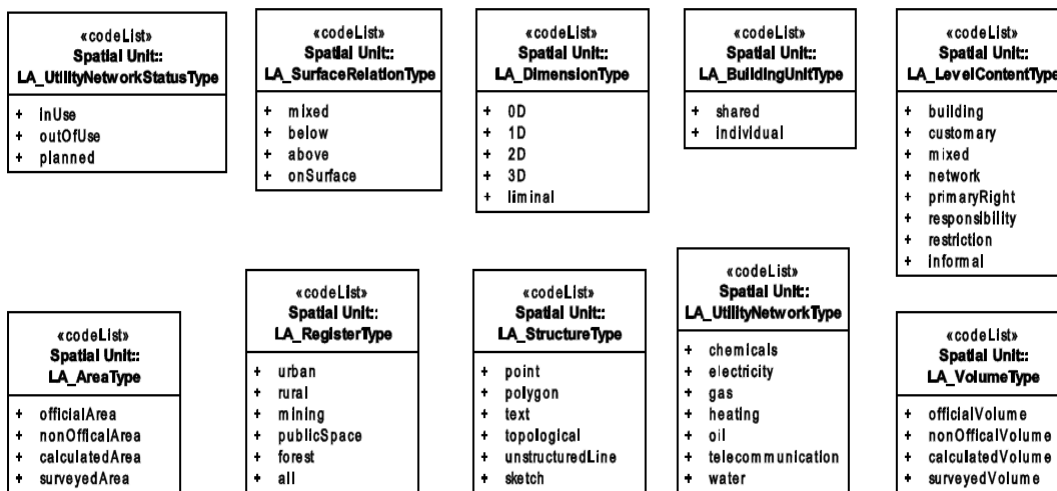 «codeList»
Spatial Unit::
LA_UtilityNetworkStatusType
+ inUse
+ outOfUse
+ planned
«codeList»
Spatial Unit::
LA_SurfaceRelationType
+ mixed
+ below
+ above
+ onSurface
«codeList»
Spatial Unit::
LA_DimensionType
+ 0D
+ 1D
+ 2D
+ 3D
+ liminal
«codeList»
Spatial Unit::
LA_BuildingUnitType
+ shared
+ individual
«codeList»
Spatial Unit::
LA_LevelContentType
+ building
+ customary
+ mixed
+ network
+ primaryRight
+ responsibility
+ restriction
+ informal
«codeList»
Spatial Unit::
LA_AreaType
+ officialArea
+ nonOfficalArea
+ calculatedArea
+ surveyedArea
«codeList»
Spatial Unit::
LA_RegisterType
+ urban
+ rural
+ mining
+ publicSpace
+ forest
+ all
«codeList»
Spatial Unit::
LA_StructureType
+ point
+ polygon
+ text
+ topological
+ unstructuredLine
+ sketch
«codeList»
Spatial Unit::
LA_UtilityNetworkType
+ chemicals
+ electricity
+ gas
+ heating
+ oil
+ telecommunication
+ water
«codeList»
Spatial Unit::
LA_VolumeType
+ officialVolume
+ nonOfficalVolume
+ calculatedVolume
+ surveyedVolume